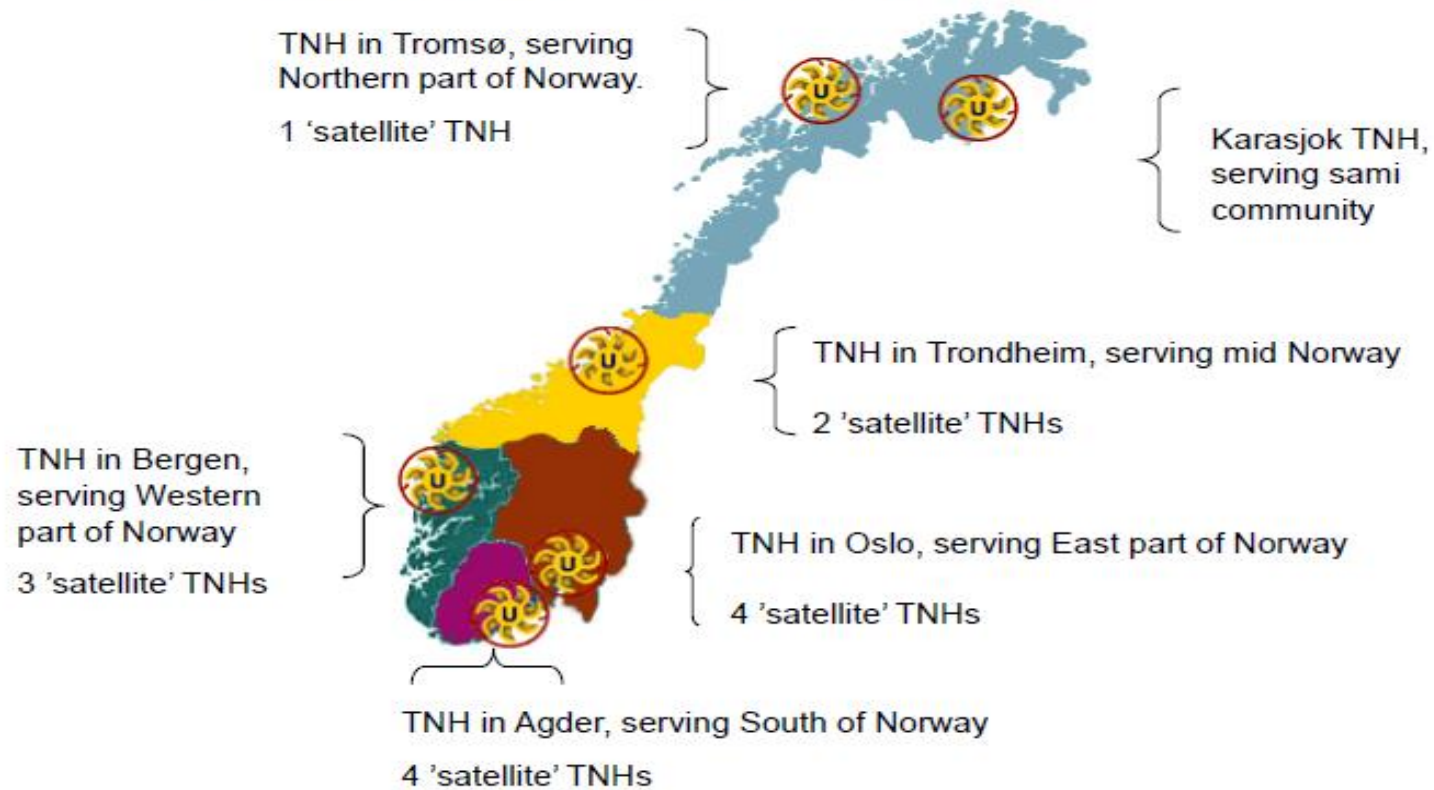 TNH in Tromsø, serving
Northern part of Norway.
1 ‘satellite’ TNH
U
U
Karasjok TNH,
serving sami
community
U
TNH in Trondheim, serving mid Norway
2 ’satellite’ TNHs
TNH in Bergen,
serving Western
part of Norway
3 ’satellite’ TNHs
U
U
TNH in Oslo, serving East part of Norway
4 ’satellite’ TNHs
U
TNH in Agder, serving South of Norway
4 ’satellite’ TNHs